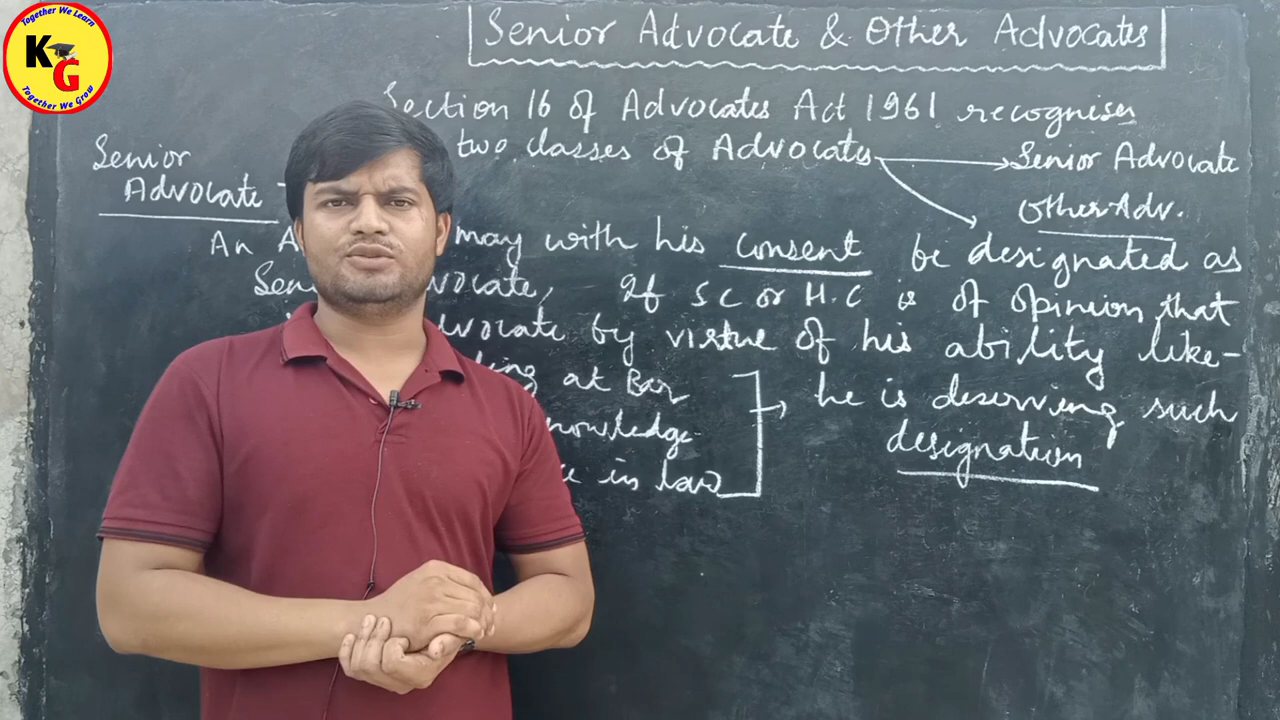 Together We Learn
KG
Together We Grow
Senior Advocate & Other Advocates
Section 16 of Advocates Act 1961 recognises
two classes of Advocates → Senior Advocate
Other Adv.
Senior
Advocate
An A may with his consent be designated as
Sen vocate, If SC or H.C is of opinion that
dvocate by virtue of his ability like-
ing at Bar
nowledge
in law
he is deserving such
designation